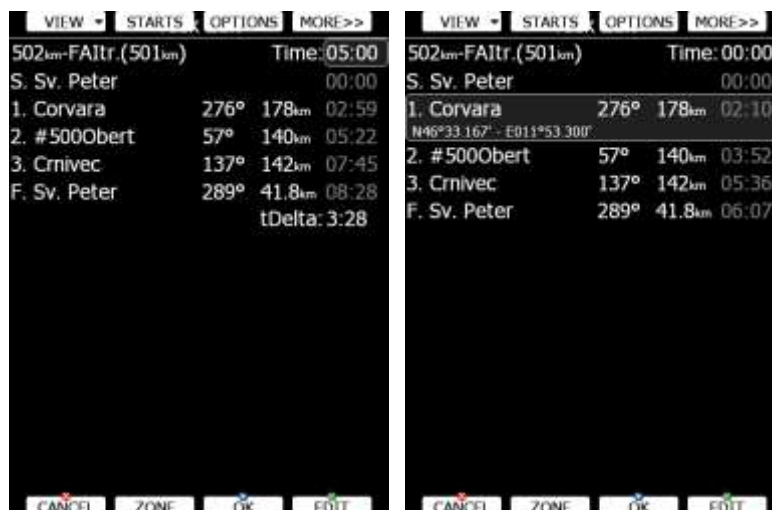 VIEW STARTS OPTIONS MORE>>
502km-FAItr.(501km) Time: 05:00
S. Sv. Peter 00:00
1. Corvara 276° 178km 02:59
2. #500Obert 57° 140km 05:22
3. Crnivec 137° 142km 07:45
F. Sv. Peter 289° 41.8km 08:28
tDelta: 3:28
CANCEL ZONE OK EDIT
VIEW STARTS OPTIONS MORE>>
502km-FAItr.(501km) Time: 00:00
S. Sv. Peter 00:00
1. Corvara 276° 178km 02:10
N46°33.167' - E011°53.300'
2. #500Obert 57° 140km 03:52
3. Crnivec 137° 142km 05:36
F. Sv. Peter 289° 41.8km 06:07
CANCEL ZONE OK EDIT